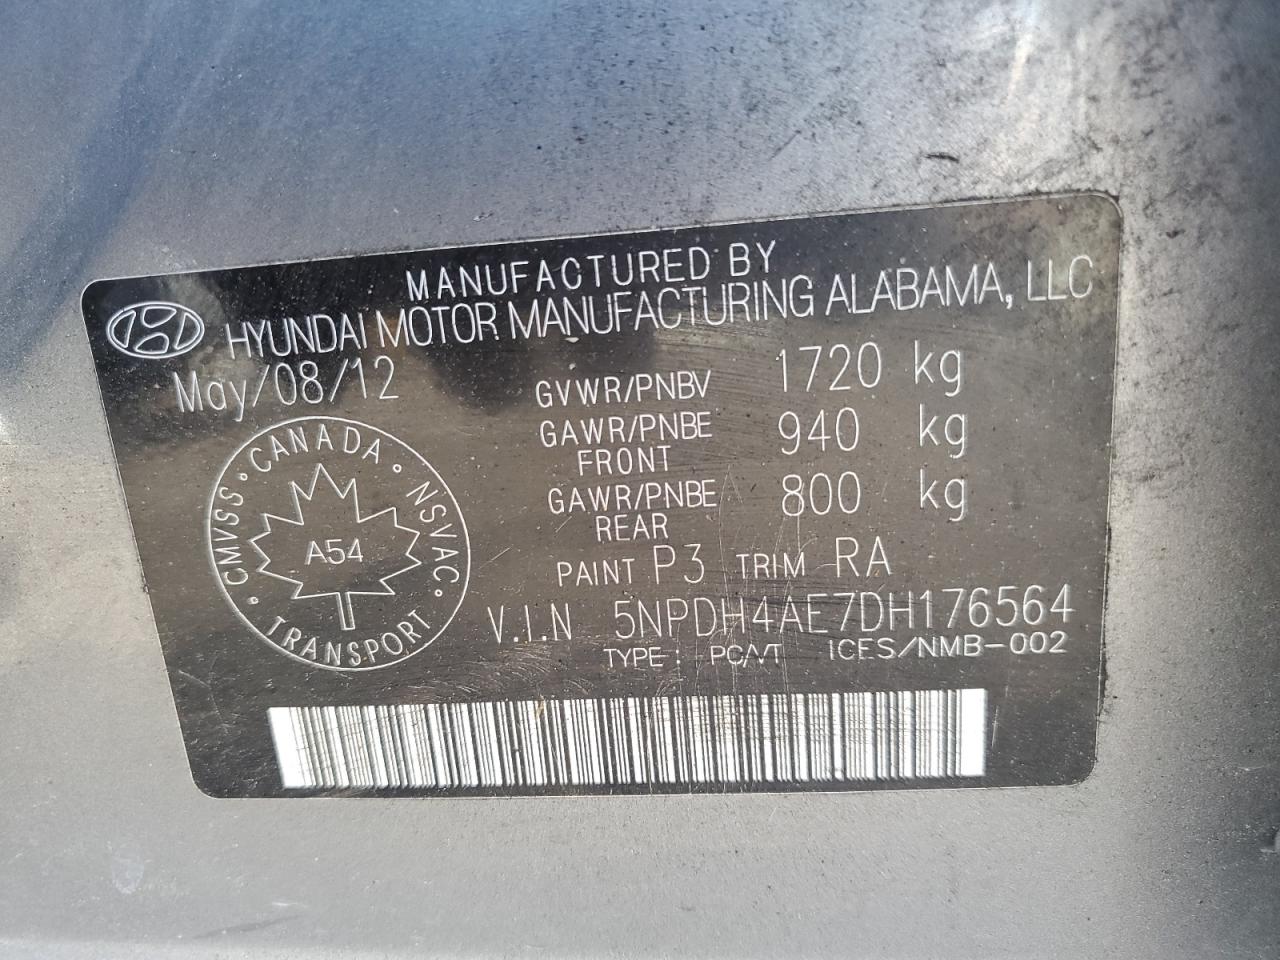 MANUFACTURED BY
HYUNDAI MOTOR MANUFACTURING ALABAMA, LLC
May/08/12
GVWR/PNBV 1720 kg
GAWR/PNBE 940 kg
FRONT
GAWR/PNBE 800 kg
REAR
PAINT P3 TRIM RA
V.I.N 5NPDH4AE7DH176564
TYPE: PC/VT ICES/NMB-002
CANADA · NSVAC · TRANSPORT · CMVSS ·
A54